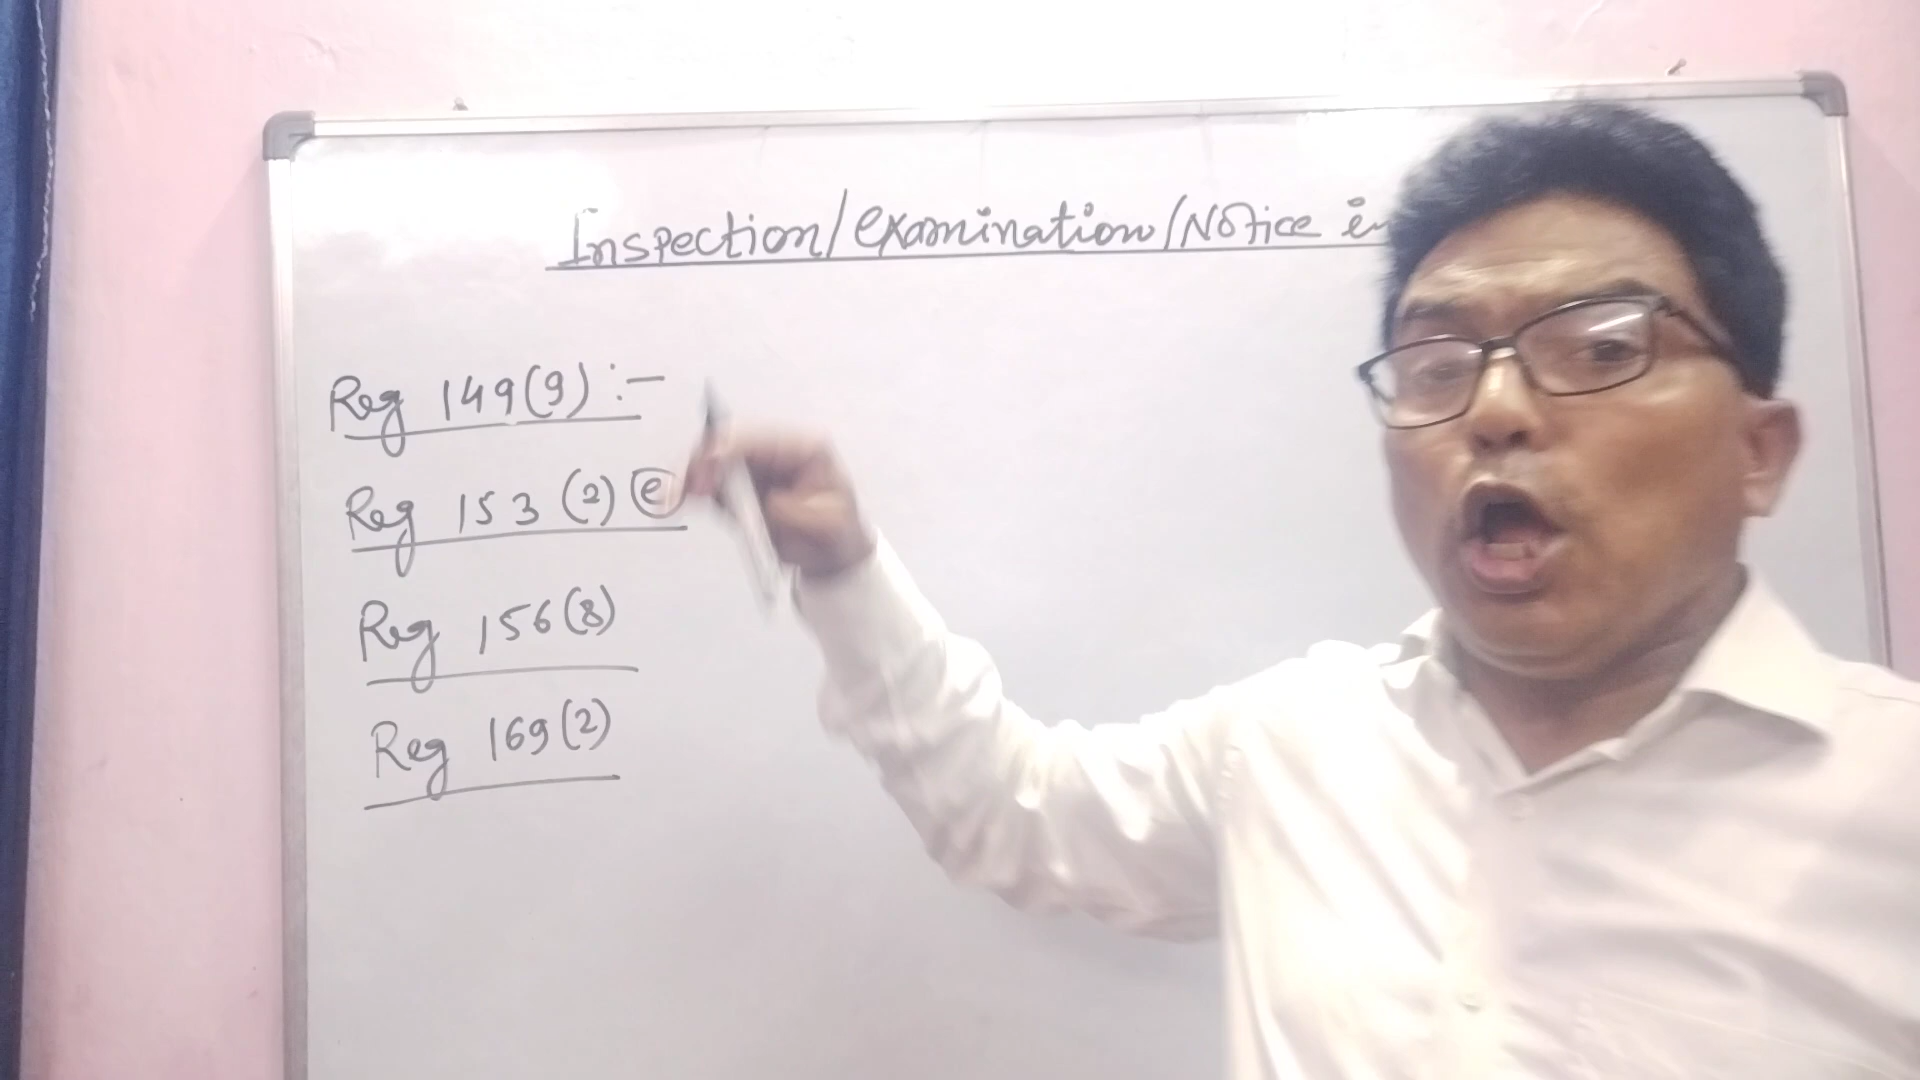 Inspection/examination/Notice
Reg 149(9):-
Reg 153(2)(e)
Reg 156(8)
Reg 169(2)